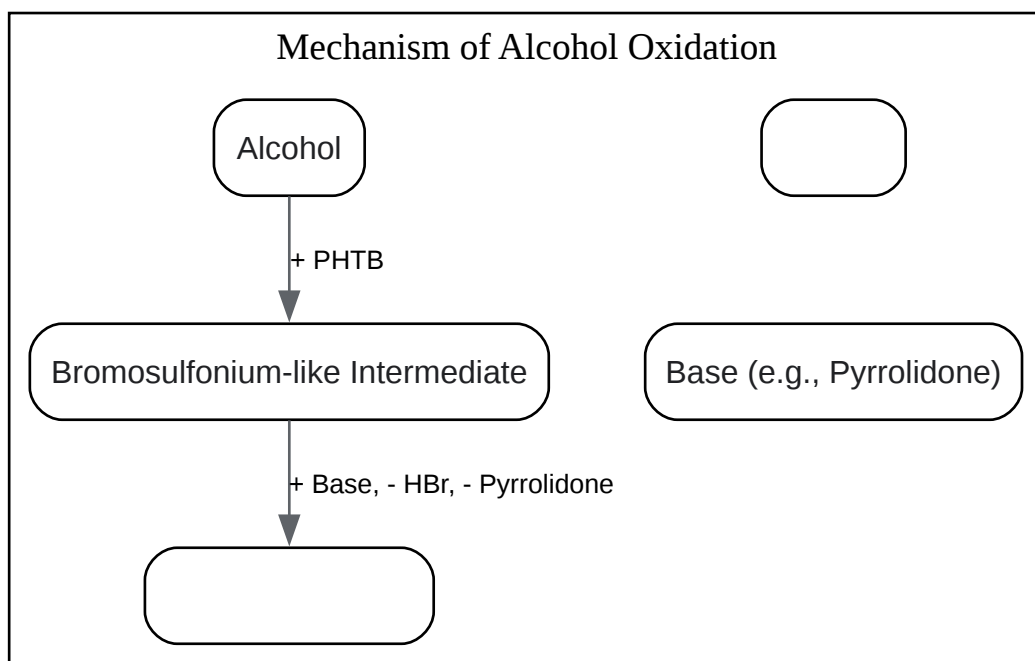 Mechanism of Alcohol Oxidation
Alcohol
+ PHTB
Bromosulfonium-like Intermediate
Base (e.g., Pyrrolidone)
+ Base, - HBr, - Pyrrolidone